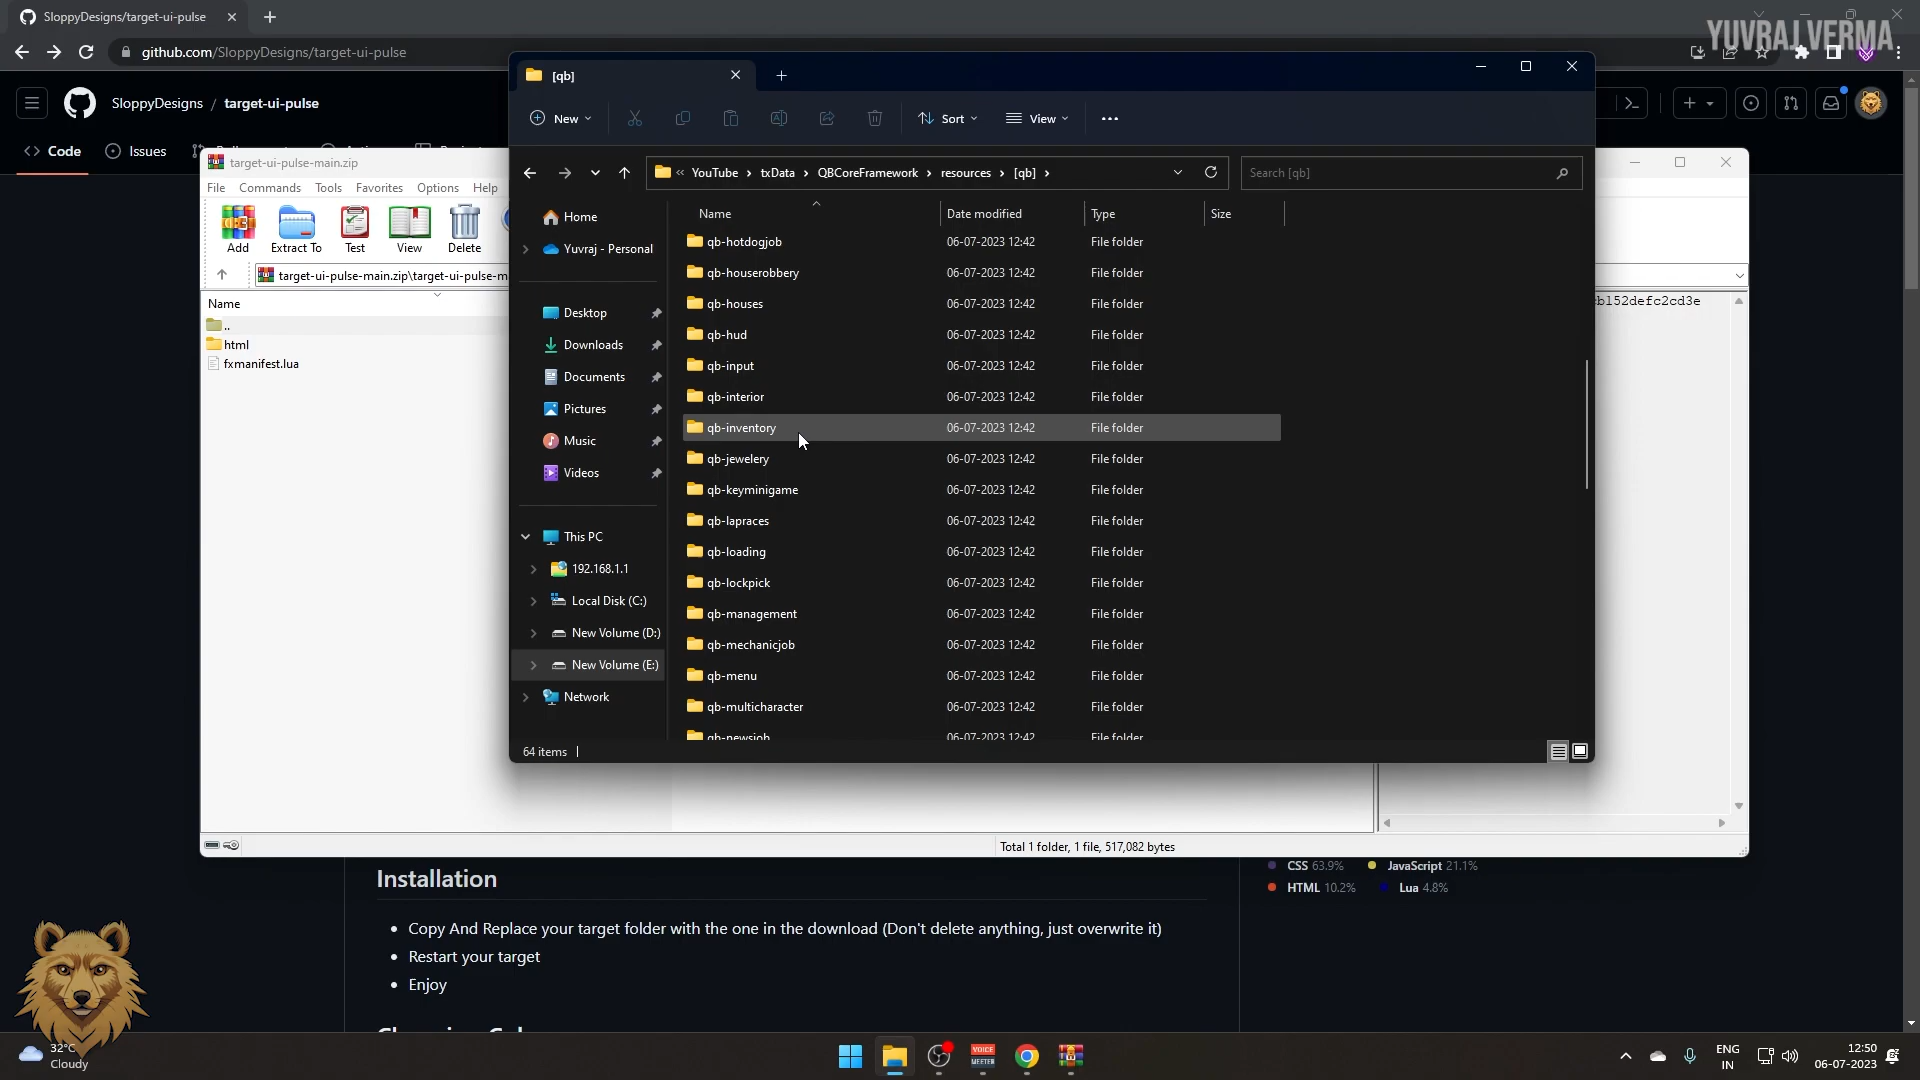 SloppyDesigns/target-ui-pulse
YUVRAJ VERMA
github.com/SloppyDesigns/target-ui-pulse
SloppyDesigns / target-ui-pulse
Code
Issues
target-ui-pulse-main.zip
File Commands Tools Favorites Options Help
Add
Extract To
Test
View
Delete
target-ui-pulse-main.zip\target-ui-pulse-m
Name
..
html
fxmanifest.lua
[qb]
New
Sort
View
« YouTube › txData › QBCoreFramework › resources › [qb] ›
Search [qb]
Home
Yuvraj - Personal
Desktop
Downloads
Documents
Pictures
Music
Videos
This PC
192.168.1.1
Local Disk (C:)
New Volume (D:)
New Volume (E:)
Network
Name Date modified Type Size
qb-hotdogjob 06-07-2023 12:42 File folder
qb-houserobbery 06-07-2023 12:42 File folder
qb-houses 06-07-2023 12:42 File folder
qb-hud 06-07-2023 12:42 File folder
qb-input 06-07-2023 12:42 File folder
qb-interior 06-07-2023 12:42 File folder
qb-inventory 06-07-2023 12:42 File folder
qb-jewelery 06-07-2023 12:42 File folder
qb-keyminigame 06-07-2023 12:42 File folder
qb-lapraces 06-07-2023 12:42 File folder
qb-loading 06-07-2023 12:42 File folder
qb-lockpick 06-07-2023 12:42 File folder
qb-management 06-07-2023 12:42 File folder
qb-mechanicjob 06-07-2023 12:42 File folder
qb-menu 06-07-2023 12:42 File folder
qb-multicharacter 06-07-2023 12:42 File folder
qb-newsjob 06-07-2023 12:42 File folder
64 items
b152defc2cd3e
Total 1 folder, 1 file, 517,082 bytes
CSS 63.9% JavaScript 21.1%
HTML 10.2% Lua 4.8%
Installation
Copy And Replace your target folder with the one in the download (Don't delete anything, just overwrite it)
Restart your target
Enjoy
32°C
Cloudy
VOICE
MEETER
ENG
IN
12:50
06-07-2023